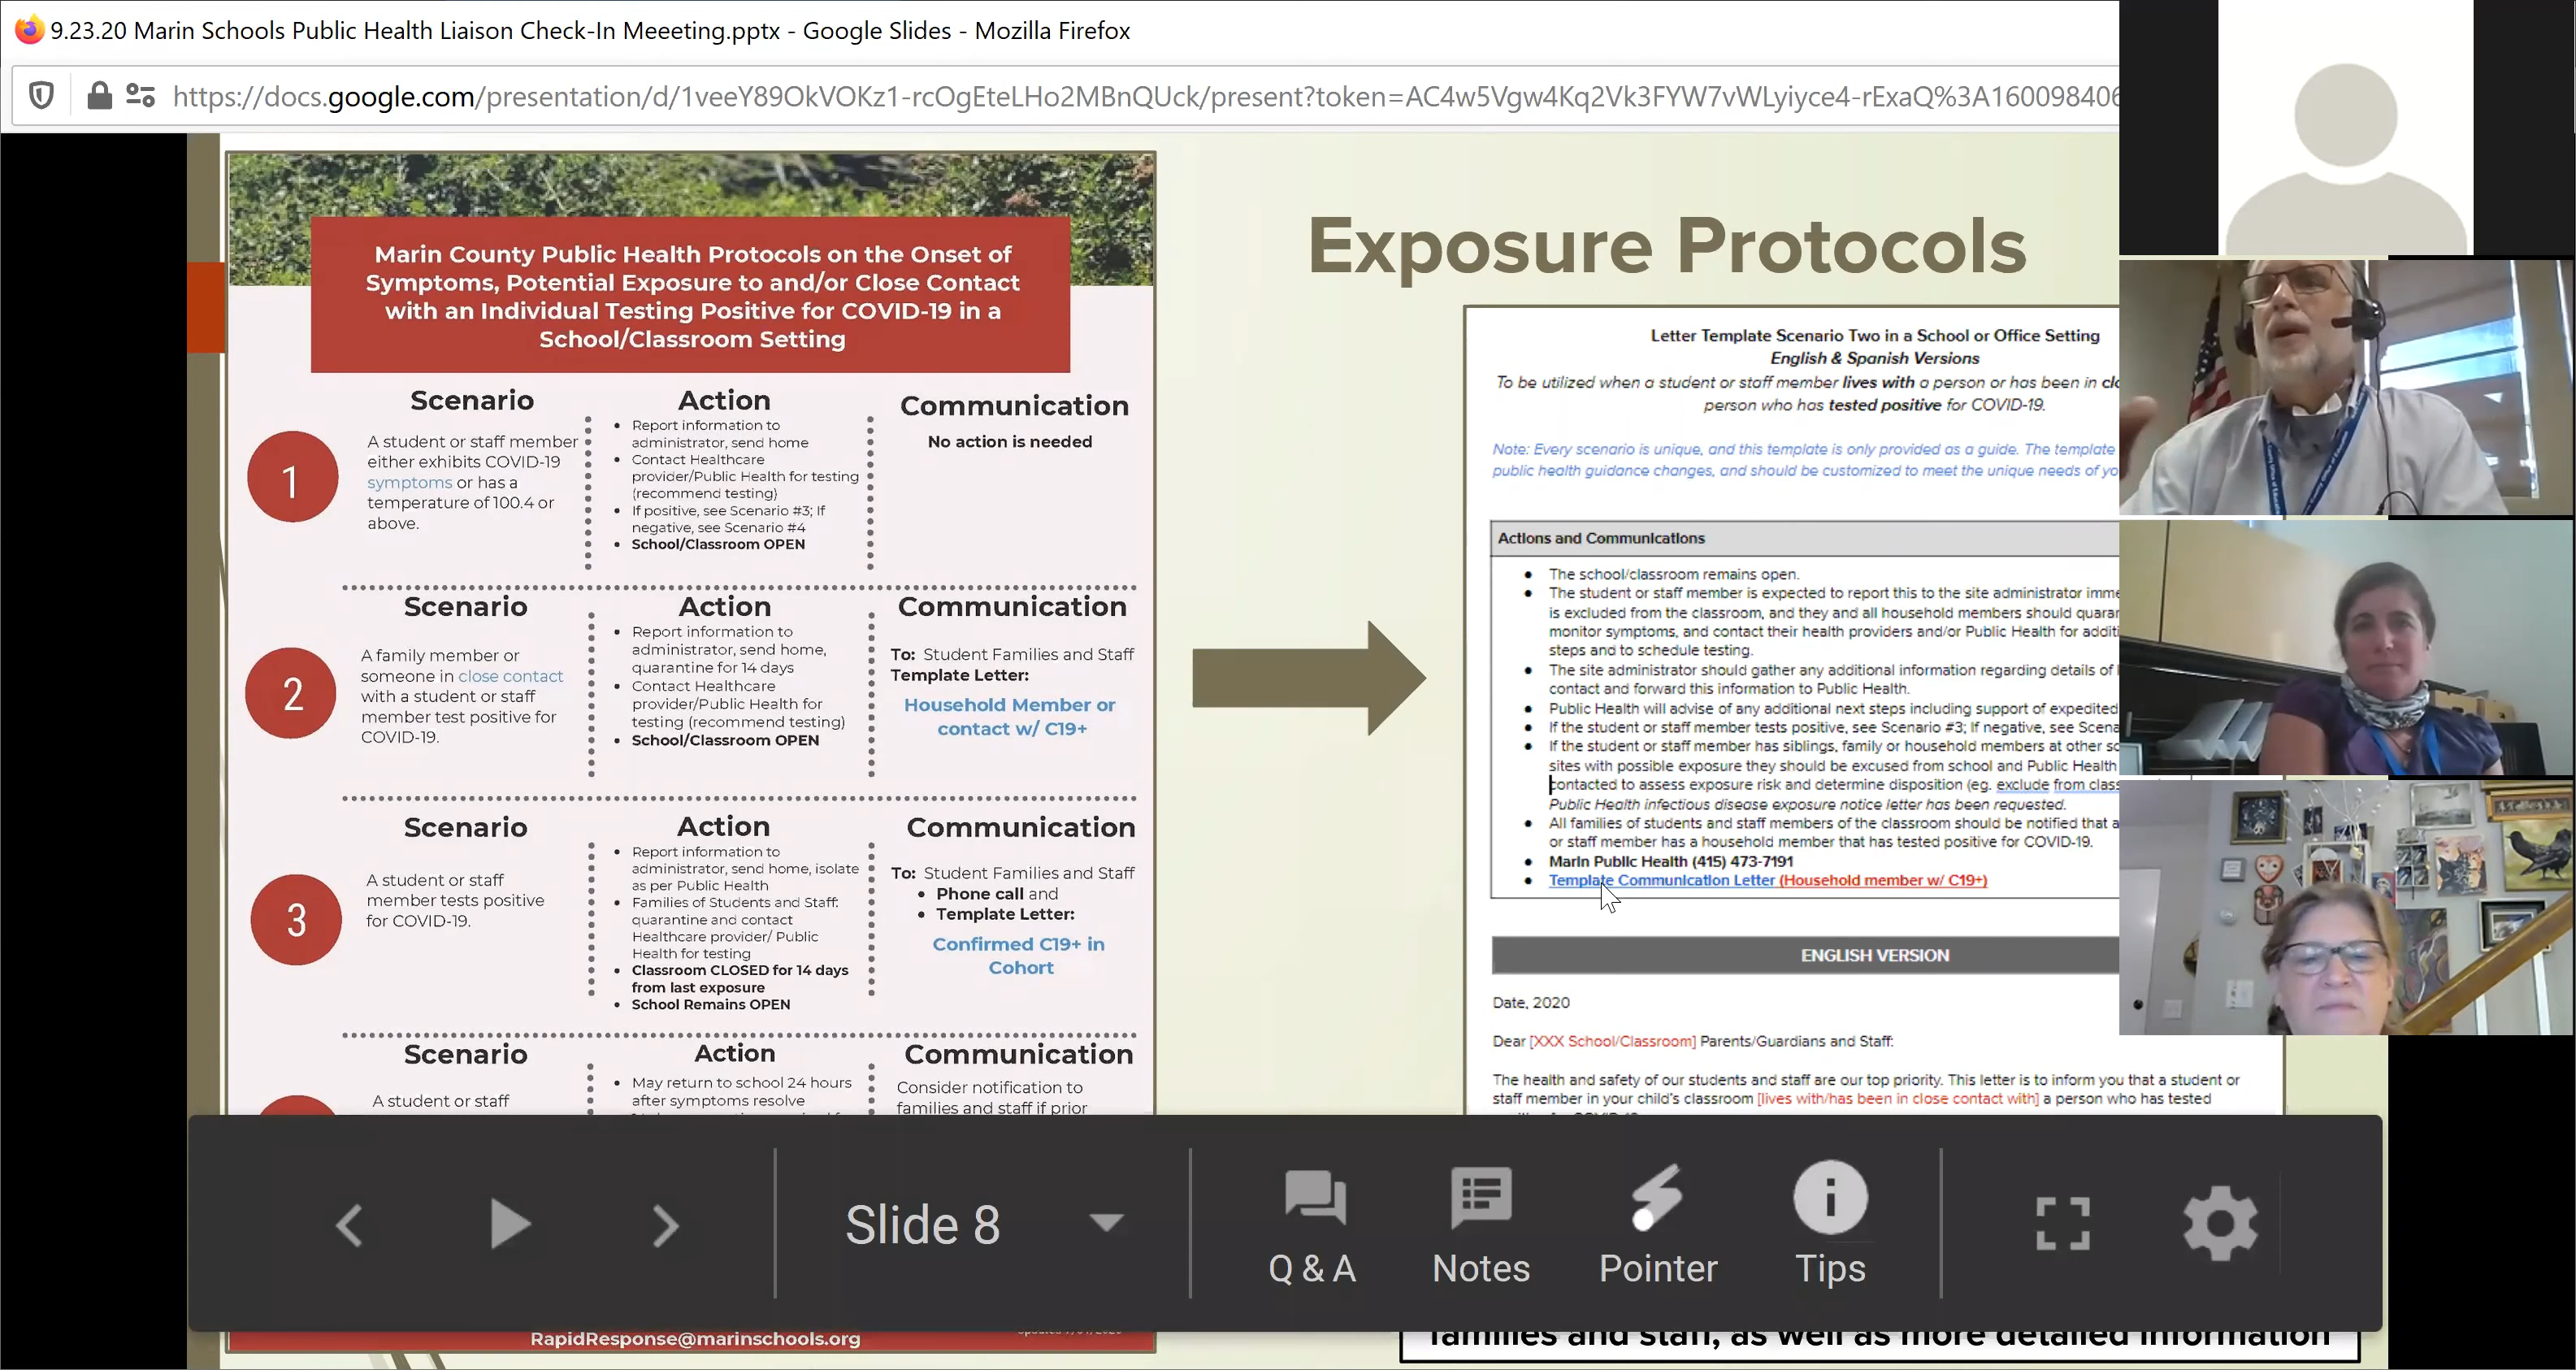 9.23.20 Marin Schools Public Health Liaison Check-In Meeeting.pptx - Google Slides - Mozilla Firefox
https://docs.google.com/presentation/d/1veeY89OkVOKz1-rcOgEteLHo2MBnQUck/present?token=AC4w5Vgw4Kq2Vk3FYW7vWLyiyce4-rExaQ%3A160098406
Marin County Public Health Protocols on the Onset of
Symptoms, Potential Exposure to and/or Close Contact
with an Individual Testing Positive for COVID-19 in a
School/Classroom Setting
1
Scenario
A student or staff member
either exhibits COVID-19
symptoms or has a
temperature of 100.4 or
above.
Action
• Report information to
administrator, send home
• Contact Healthcare
provider/Public Health for testing
(recommend testing)
• If positive, see Scenario #3; If
negative, see Scenario #4
• School/Classroom OPEN
Communication
No action is needed
2
Scenario
A family member or
someone in close contact
with a student or staff
member test positive for
COVID-19.
Action
• Report information to
administrator, send home,
quarantine for 14 days
• Contact Healthcare
provider/Public Health for
testing (recommend testing)
• School/Classroom OPEN
Communication
To: Student Families and Staff
Template Letter:
Household Member or
contact w/ C19+
3
Scenario
A student or staff
member tests positive
for COVID-19.
Action
• Report information to
administrator, send home, isolate
as per Public Health
• Families of Students and Staff:
quarantine and contact
Healthcare provider/ Public
Health for testing
• Classroom CLOSED for 14 days
from last exposure
• School Remains OPEN
Communication
To: Student Families and Staff
• Phone call and
• Template Letter:
Confirmed C19+ in
Cohort
Scenario
A student or staff
Action
• May return to school 24 hours
after symptoms resolve
Communication
Consider notification to
families and staff if prior
RapidResponse@marinschools.org
Exposure Protocols
Letter Template Scenario Two in a School or Office Setting
English & Spanish Versions
To be utilized when a student or staff member lives with a person or has been in
person who has tested positive for COVID-19.
Note: Every scenario is unique, and this template is only provided as a guide. The template
public health guidance changes, and should be customized to meet the unique needs of
Actions and Communications
• The school/classroom remains open.
• The student or staff member is expected to report this to the site administrator
is excluded from the classroom, and they and all household members should
monitor symptoms, and contact their health providers and/or Public Health for
steps and to schedule testing.
• The site administrator should gather any additional information regarding details of
contact and forward this information to Public Health.
• Public Health will advise of any additional next steps including support of expedited
• If the student or staff member tests positive, see Scenario #3; If negative, see
• If the student or staff member has siblings, family or household members at other
sites with possible exposure they should be excused from school and Public Health
contacted to assess exposure risk and determine disposition (eg. exclude from
Public Health infectious disease exposure notice letter has been requested.
• All families of students and staff members of the classroom should be notified that a
or staff member has a household member that has tested positive for COVID-19.
• Marin Public Health (415) 473-7191
• Template Communication Letter (Household member w/ C19+)
ENGLISH VERSION
Date, 2020
Dear [XXX School/Classroom] Parents/Guardians and Staff:
The health and safety of our students and staff are our top priority. This letter is to inform you that a student or
staff member in your child's classroom [lives with/has been in close contact with] a person who has tested
families and staff, as well as more detailed information
Slide 8
Q & A
Notes
Pointer
Tips